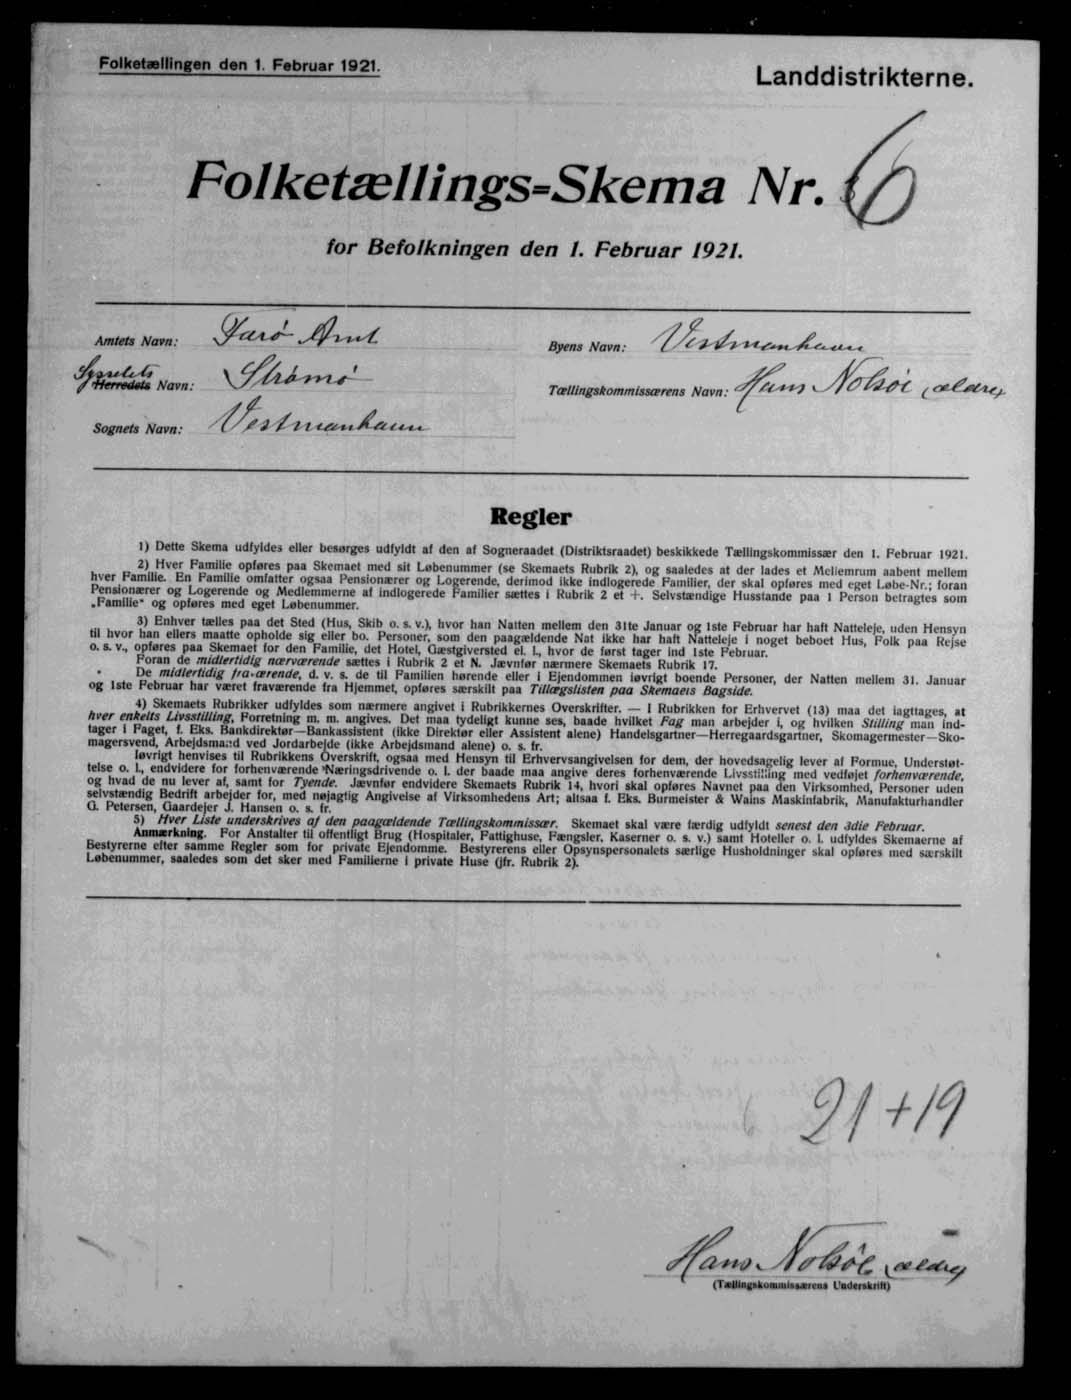 Folketællingen den 1. Februar 1921.
Landdistrikterne.
Folketællings=Skema Nr. 6
for Befolkningen den 1. Februar 1921.
Amtets Navn: Færø Amt
Byens Navn: Vestmanhavn
Sysselets
Herredets Navn: Strømø
Tællingskommissærens Navn: Hans Nolsøe (ældre)
Sognets Navn: Vestmanhavn
Regler
1) Dette Skema udfyldes eller besørges udfyldt af den af Sogneraadet (Distriktsraadet) beskikkede Tællingskommissær den 1. Februar 1921.
2) Hver Familie opføres paa Skemaet med sit Løbenummer (se Skemaets Rubrik 2), og saaledes at der lades et Mellemrum aabent mellem
hver Familie. En Familie omfatter ogsaa Pensionærer og Logerende, derimod ikke indlogerede Familier, der skal opføres med eget Løbe-Nr.; foran
Pensionærer og Logerende og Medlemmerne af indlogerede Familier sættes i Rubrik 2 et +. Selvstændige Husstande paa 1 Person betragtes som
„Familie“ og opføres med eget Løbenummer.
3) Enhver tælles paa det Sted (Hus, Skib o. s. v.), hvor han Natten mellem den 31te Januar og 1ste Februar har haft Natteleje, uden Hensyn
til hvor han ellers maatte opholde sig eller bo. Personer, som den paagældende Nat ikke har haft Natteleje i noget beboet Hus, Folk paa Rejse
o. s. v., opføres paa Skemaet for den Familie, det Hotel, Gæstgiversted el. l., hvor de først tager ind 1ste Februar.
Foran de midlertidig nærværende sættes i Rubrik 2 et N. Jævnfør nærmere Skemaets Rubrik 17.
De midlertidig fraværende, d. v. s. de til Familien hørende eller i Ejendommen iøvrigt boende Personer, der Natten mellem 31. Januar
og 1ste Februar har været fraværende fra Hjemmet, opføres særskilt paa Tillægslisten paa Skemaets Bagside.
4) Skemaets Rubrikker udfyldes som nærmere angivet i Rubrikkernes Overskrifter. — I Rubrikken for Erhvervet (13) maa det iagttages, at
hver enkelts Livsstilling, Forretning m. m. angives. Det maa tydeligt kunne ses, baade hvilket Fag man arbejder i, og hvilken Stilling man ind-
tager i Faget, f. Eks. Bankdirektør—Bankassistent (ikke Direktør eller Assistent alene) Handelsgartner—Herregaardsgartner, Skomagermester—Sko-
magersvend, Arbejdsmand ved Jordarbejde (ikke Arbejdsmand alene) o. s. fr.
Iøvrigt henvises til Rubrikkens Overskrift, ogsaa med Hensyn til Erhvervsangivelsen for dem, der hovedsagelig lever af Formue, Understøt-
telse o. l., endvidere for forhenværende Næringsdrivende o. l. der baade maa angive deres forhenværende Livsstilling med vedføjet forhenværende,
og hvad de nu lever af, samt for Tyende. Jævnfør endvidere Skemaets Rubrik 14, hvori skal opføres Navnet paa den Virksomhed, Personer uden
selvstændig Bedrift arbejder for, med nøjagtig Angivelse af Virksomhedens Art; altsaa f. Eks. Burmeister & Wains Maskinfabrik, Manufakturhandler
G. Petersen, Gaardejer J. Hansen o. s. fr.
5) Hver Liste underskrives af den paagældende Tællingskommissær. Skemaet skal være færdig udfyldt senest den 3die Februar.
Anmærkning. For Anstalter til offentligt Brug (Hospitaler, Fattighuse, Fængsler, Kaserner o. s. v.) samt Hoteller o. l. udfyldes Skemaerne af
Bestyrerne efter samme Regler som for private Ejendomme. Bestyrerens eller Opsynspersonalets særlige Husholdninger skal opføres med særskilt
Løbenummer, saaledes som det sker med Familierne i private Huse (jfr. Rubrik 2).
21+19
Hans Nolsøe (ældre)
(Tællingskommissærens Underskrift)